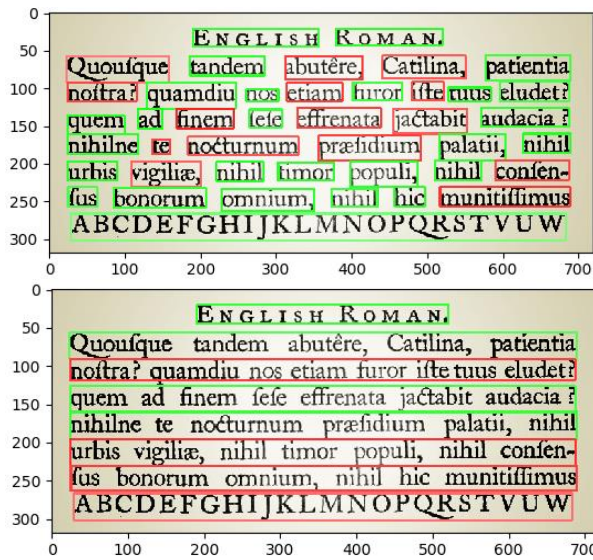 0
ENGLISH ROMAN.
50
Quouſque tandem abutêre, Catilina, patientia
100 noſtra? quamdiu nos etiam furor iſte tuus eludet?
150 quem ad finem ſeſe effrenata jactabit audacia?
nihilne te nocturnum præſidium palatii, nihil
200 urbis vigiliæ, nihil timor populi, nihil conſen-
250 ſus bonorum omnium, nihil hic munitiſſimus
ABCDEFGHIJKLMNOPQRSTVUW
300
0 100 200 300 400 500 600 700
0
ENGLISH ROMAN.
50
Quouſque tandem abutêre, Catilina, patientia
100 noſtra? quamdiu nos etiam furor iſte tuus eludet?
150 quem ad finem ſeſe effrenata jactabit audacia?
nihilne te nocturnum præſidium palatii, nihil
200 urbis vigiliæ, nihil timor populi, nihil conſen-
250 ſus bonorum omnium, nihil hic munitiſſimus
ABCDEFGHIJKLMNOPQRSTVUW
300
0 100 200 300 400 500 600 700